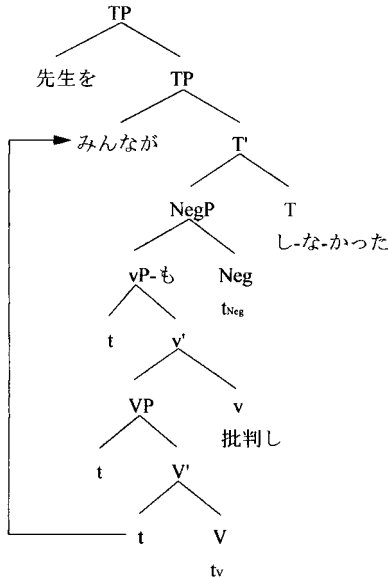 TP
先生を TP
みんなが T'
NegP T
し-な-かった
vP-も Neg
tNeg
t v'
VP v
批判し
t V'
t V
tv